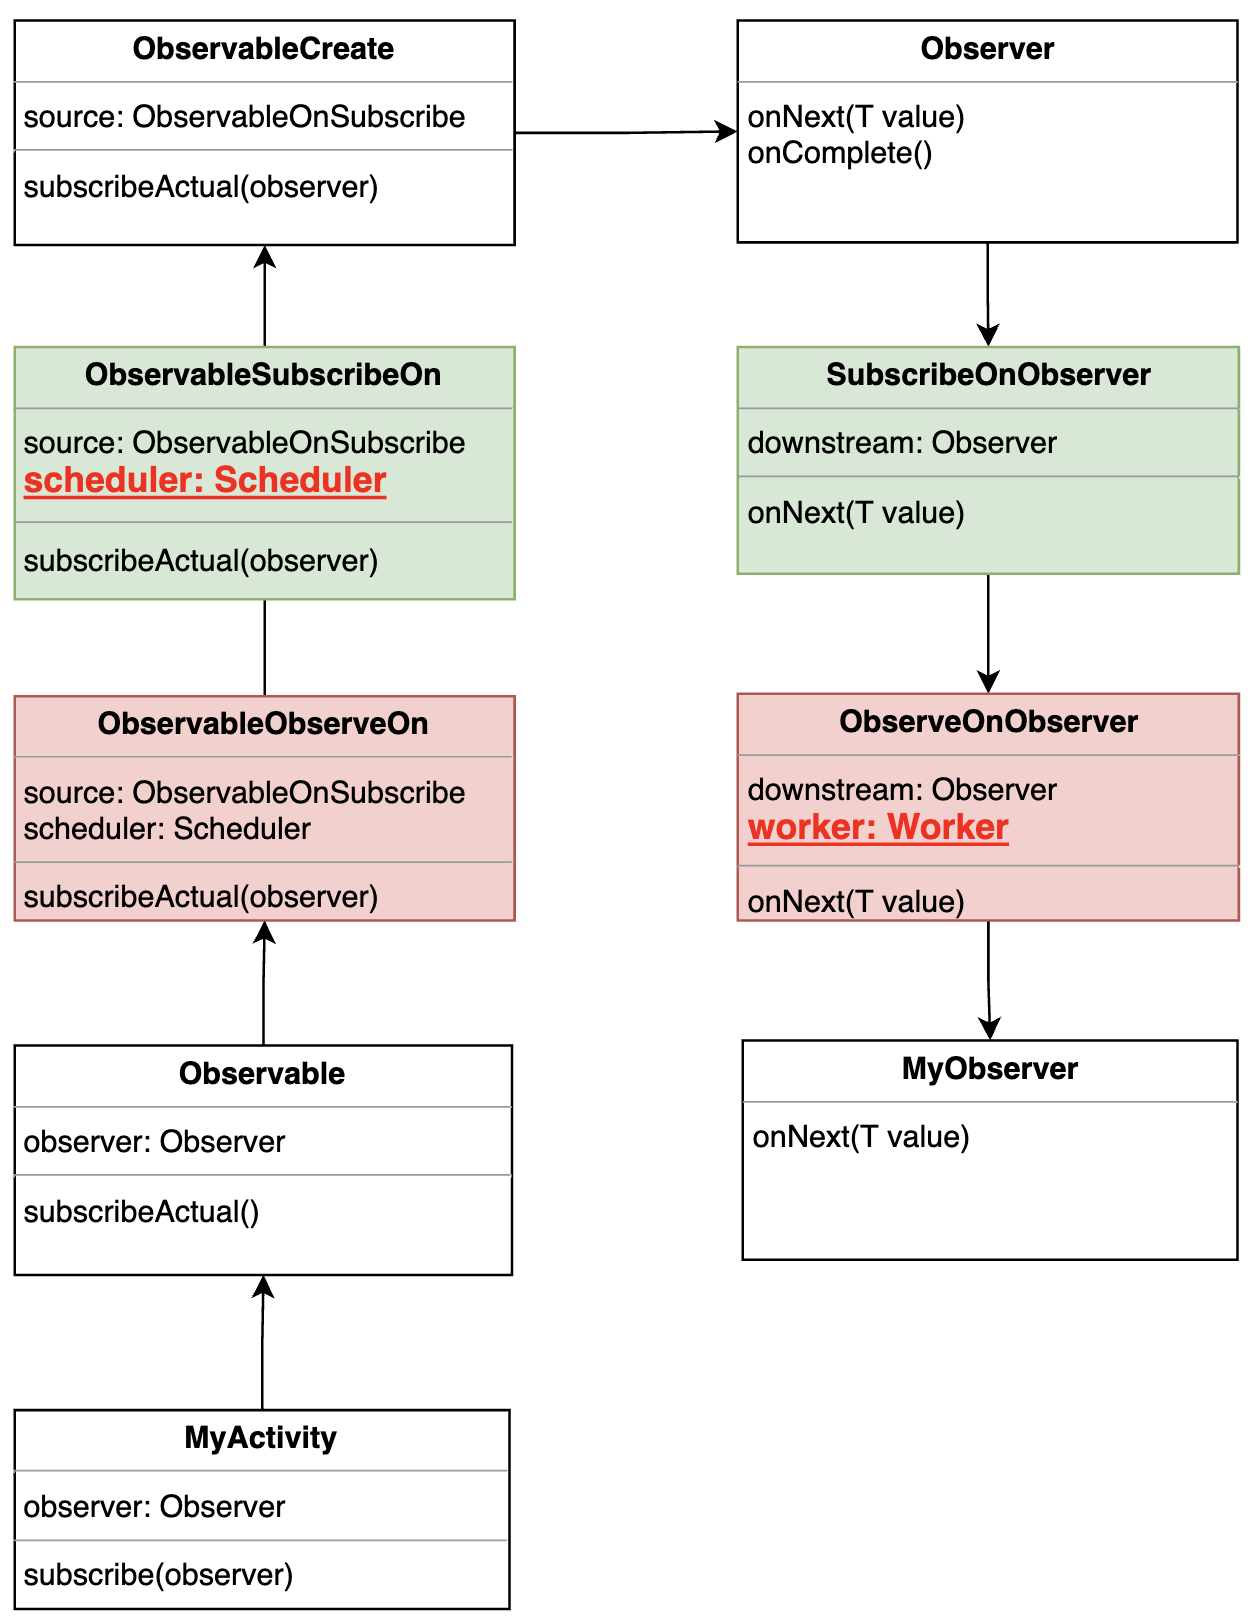 ObservableCreate
source: ObservableOnSubscribe
subscribeActual(observer)
Observer
onNext(T value)
onComplete()
ObservableSubscribeOn
source: ObservableOnSubscribe
scheduler: Scheduler
subscribeActual(observer)
SubscribeOnObserver
downstream: Observer
onNext(T value)
ObservableObserveOn
source: ObservableOnSubscribe
scheduler: Scheduler
subscribeActual(observer)
ObserveOnObserver
downstream: Observer
worker: Worker
onNext(T value)
Observable
observer: Observer
subscribeActual()
MyObserver
onNext(T value)
MyActivity
observer: Observer
subscribe(observer)